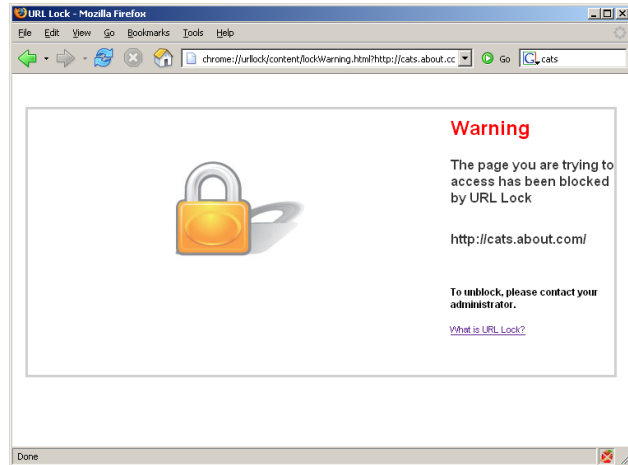 URL Lock - Mozilla Firefox
File Edit View Go Bookmarks Tools Help
chrome://urllock/content/lockWarning.html?http://cats.about.cc Go G cats
Warning
The page you are trying to
access has been blocked
by URL Lock
http://cats.about.com/
To unblock, please contact your
administrator.
What is URL Lock?
Done